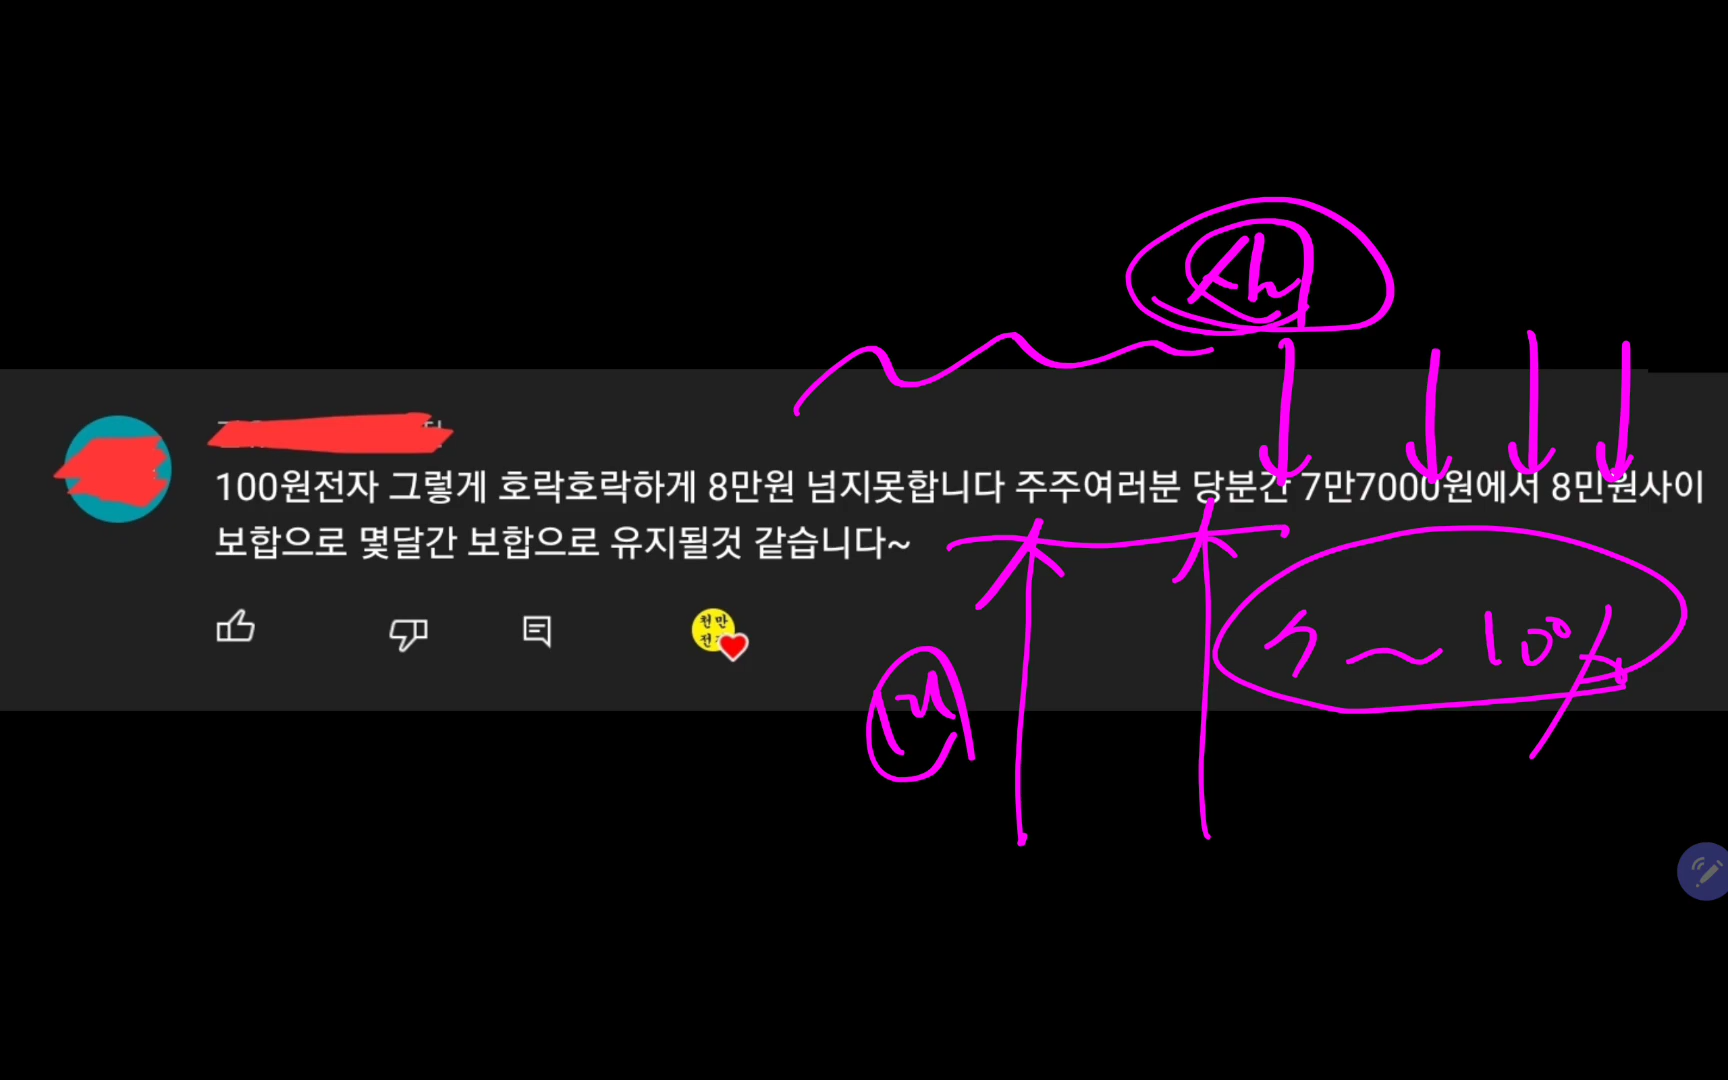 100원전자 그렇게 호락호락하게 8만원 넘지못합니다 주주여러분 당분간 7만7000원에서 8만원사이
보합으로 몇달간 보합으로 유지될것 같습니다~
천만
5~10%